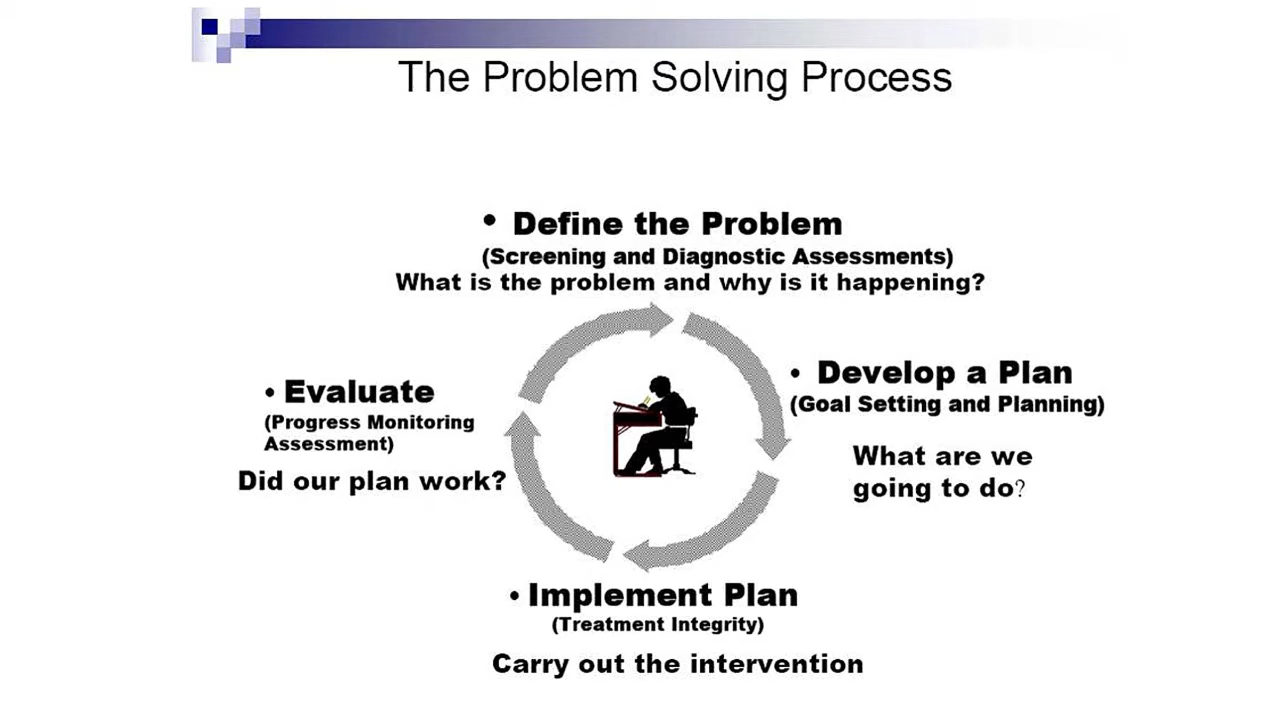 The Problem Solving Process
• Define the Problem
(Screening and Diagnostic Assessments)
What is the problem and why is it happening?
• Develop a Plan
(Goal Setting and Planning)
What are we
going to do?
• Implement Plan
(Treatment Integrity)
Carry out the intervention
• Evaluate
(Progress Monitoring
Assessment)
Did our plan work?